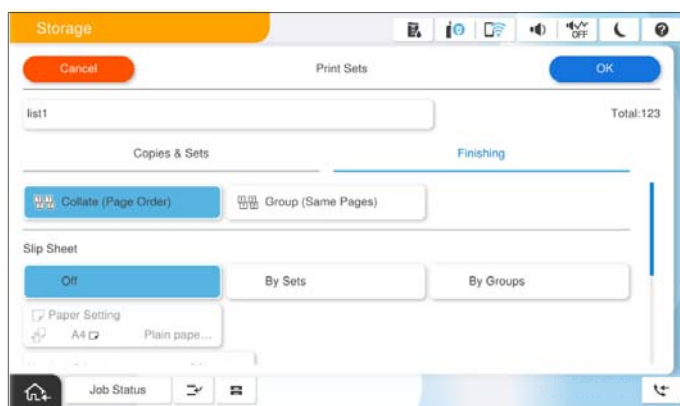 Storage
OFF
Cancel
Print Sets
OK
list1
Total:123
Copies & Sets
Finishing
Collate (Page Order)
Group (Same Pages)
Slip Sheet
Off
By Sets
By Groups
Paper Setting
A4
Plain pape...
Job Status